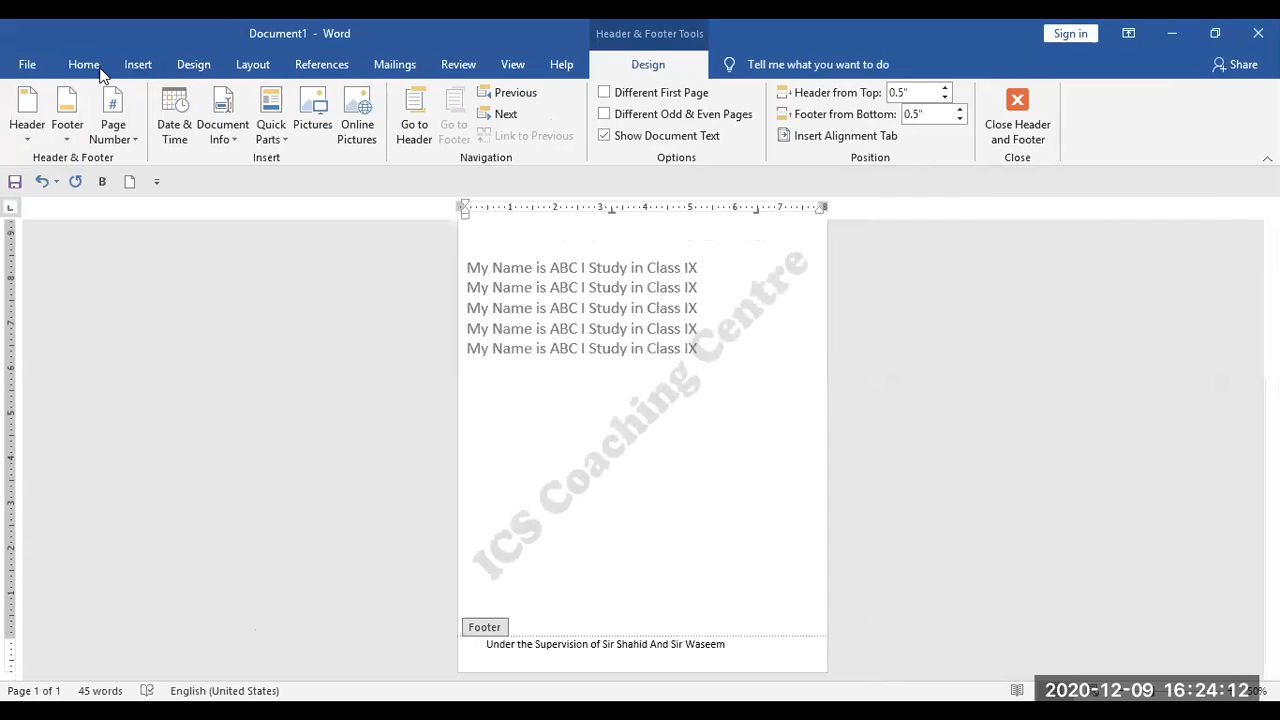 Document1 - Word
Header & Footer Tools
Sign in
File Home Insert Design Layout References Mailings Review View Help Design Tell me what you want to do Share
Header Footer Page Number
Header & Footer
Date & Time Document Info Quick Parts Pictures Online Pictures
Insert
Go to Header Go to Footer Previous Next Link to Previous
Navigation
Different First Page
Different Odd & Even Pages
Show Document Text
Options
Header from Top: 0.5"
Footer from Bottom: 0.5"
Insert Alignment Tab
Position
Close Header and Footer
Close
B
1 2 3 4 5 6 7 8
My Name is ABC I Study in Class IX
My Name is ABC I Study in Class IX
My Name is ABC I Study in Class IX
My Name is ABC I Study in Class IX
My Name is ABC I Study in Class IX
ICS Coaching Centre
Footer
Under the Supervision of Sir Shahid And Sir Waseem
Page 1 of 1 45 words English (United States)
2020-12-09 16:24:12